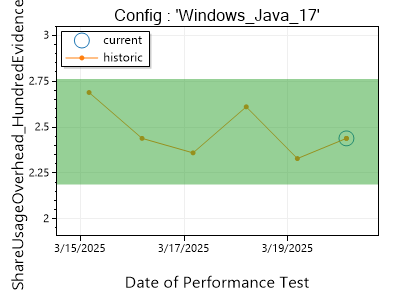 Config : 'Windows_Java_17'
current
historic
ShareUsageOverhead_HundredEvidence
3
2.75
2.5
2.25
2
3/15/2025
3/17/2025
3/19/2025
Date of Performance Test